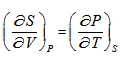 (∂S/∂V)_P = (∂P/∂T)_S